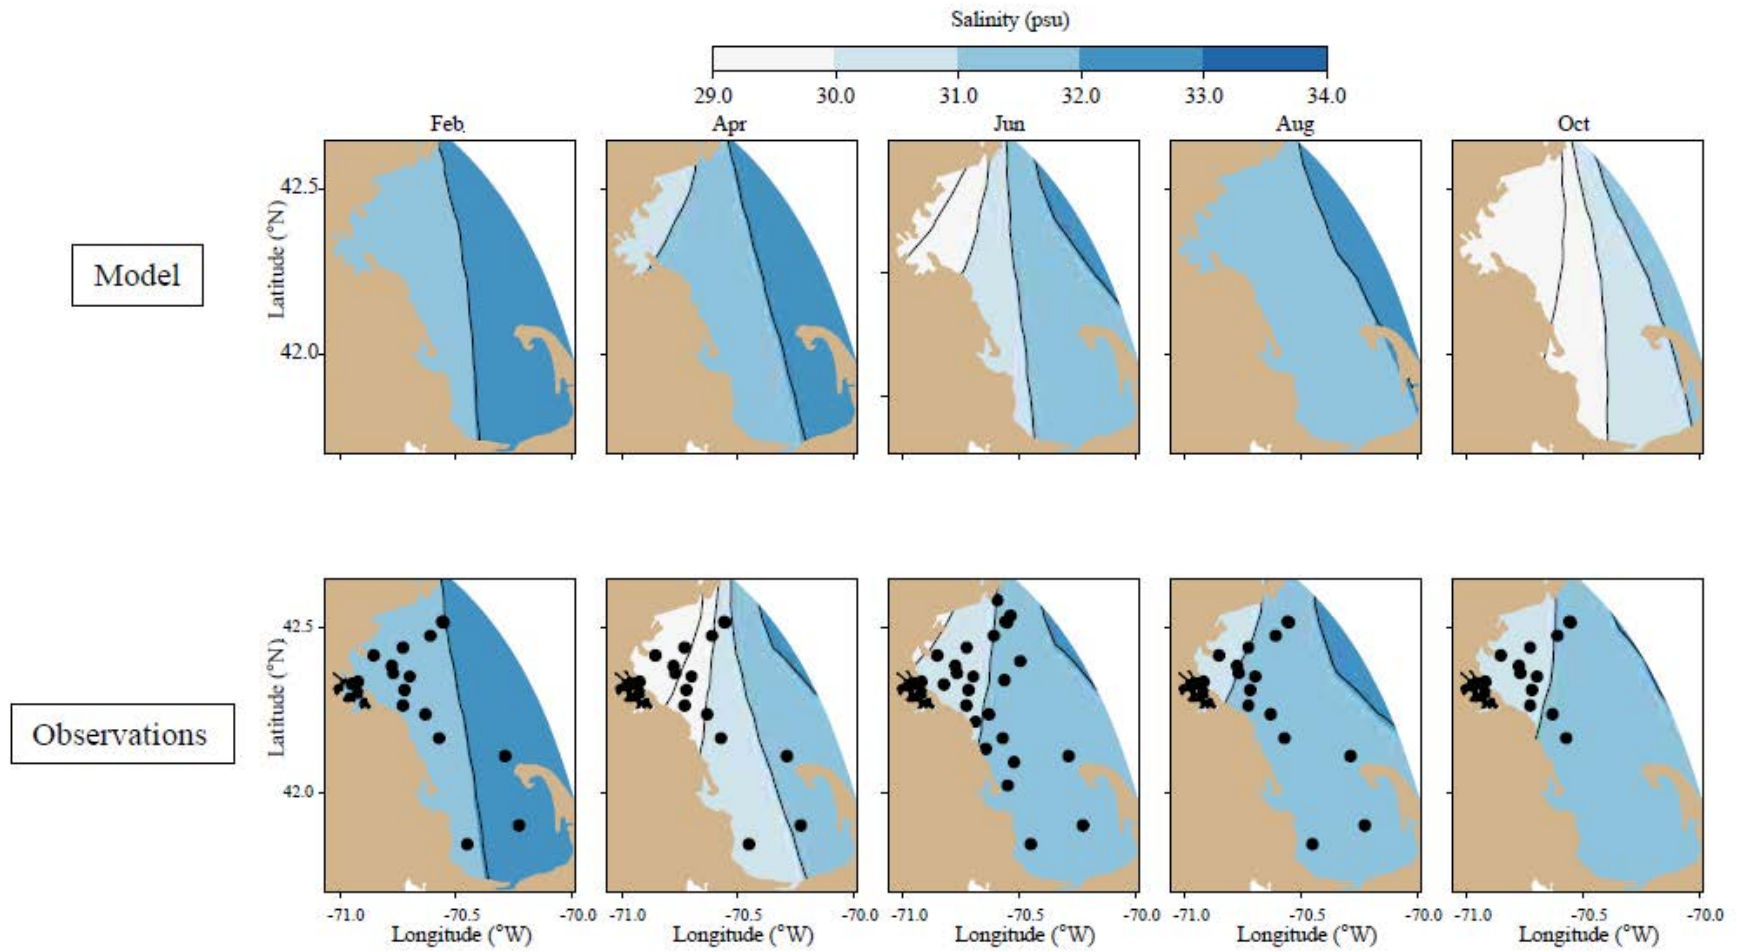 Salinity (psu)
29.0 30.0 31.0 32.0 33.0 34.0
Feb Apr Jun Aug Oct
Model
Latitude (°N)
42.5
42.0
Observations
Latitude (°N)
42.5
42.0
-71.0 -70.5 -70.0 -71.0 -70.5 -70.0 -71.0 -70.5 -70.0 -71.0 -70.5 -70.0 -71.0 -70.5 -70.0
Longitude (°W) Longitude (°W) Longitude (°W) Longitude (°W) Longitude (°W)